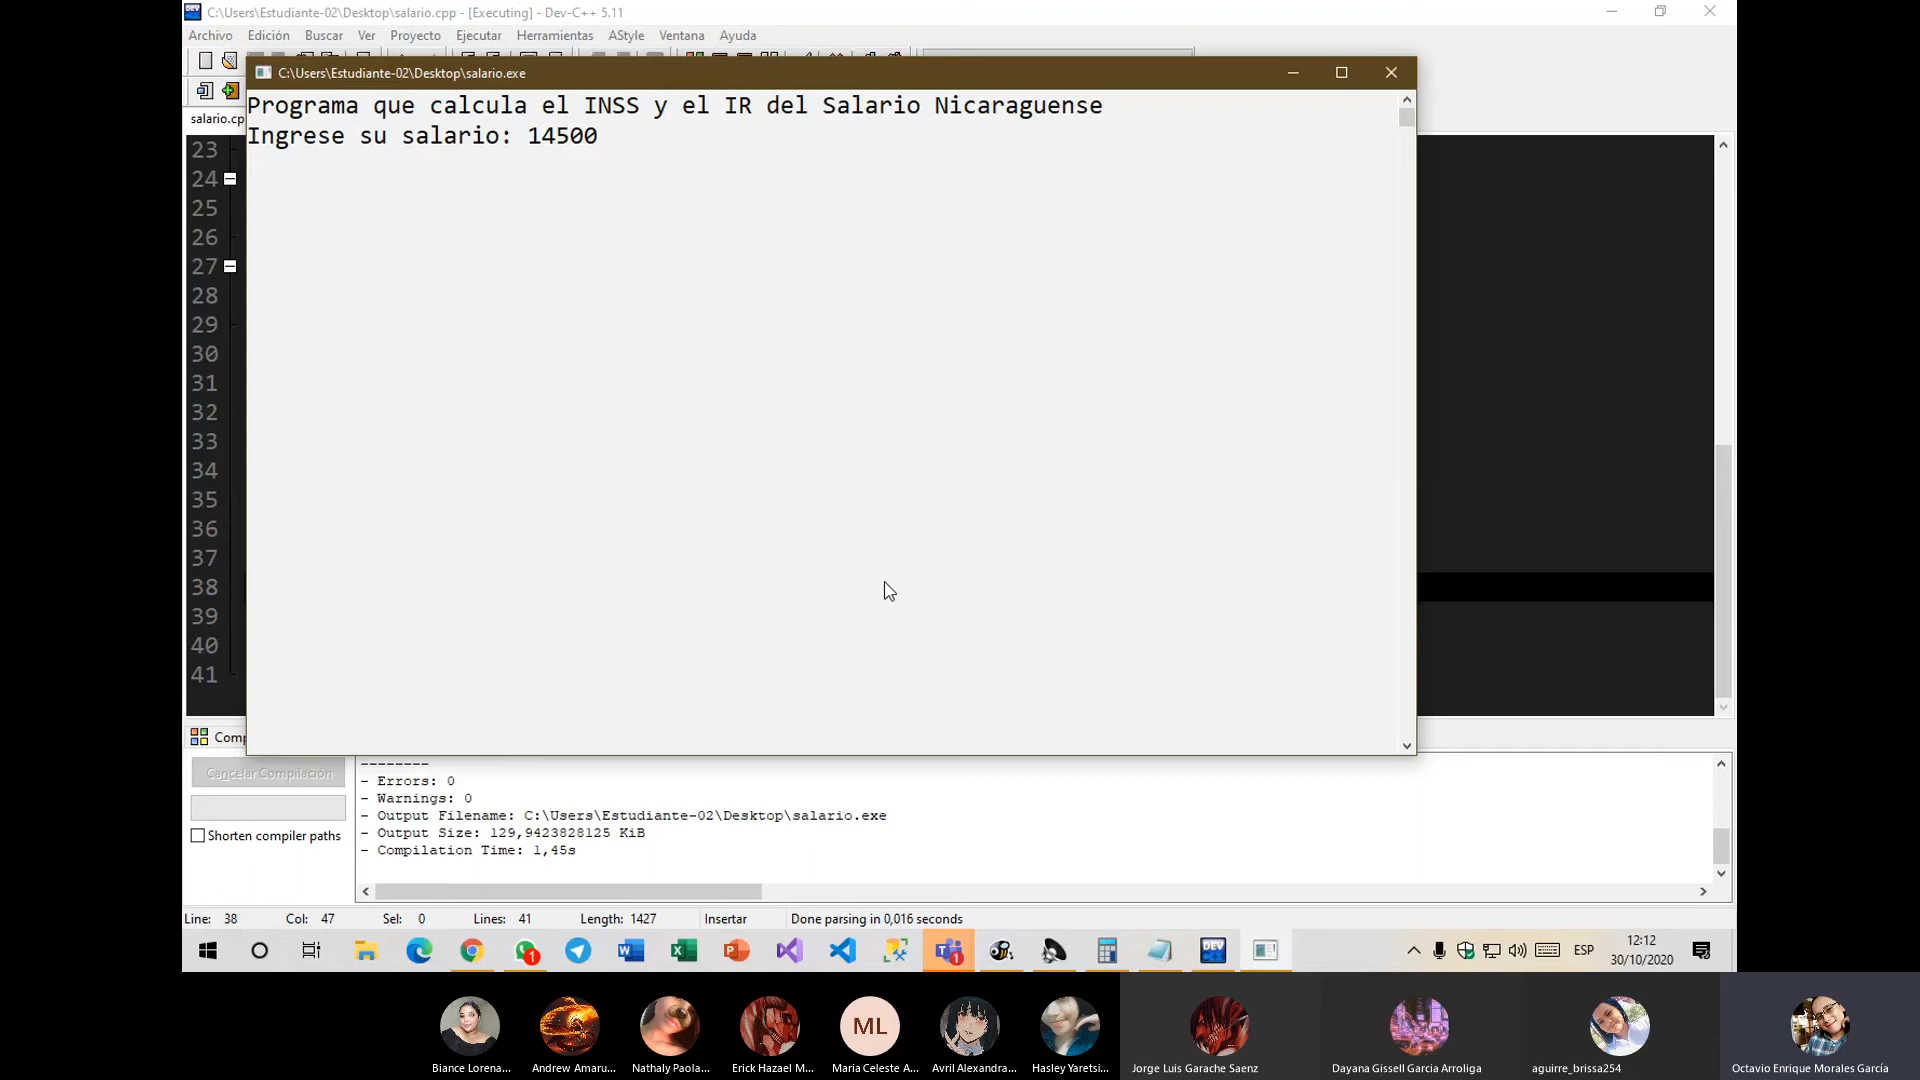 C:\Users\Estudiante-02\Desktop\salario.cpp - [Executing] - Dev-C++ 5.11
Archivo Edición Buscar Ver Proyecto Ejecutar Herramientas AStyle Ventana Ayuda
C:\Users\Estudiante-02\Desktop\salario.exe
Programa que calcula el INSS y el IR del Salario Nicaraguense
Ingrese su salario: 14500
salario.cp
23
24
25
26
27
28
29
30
31
32
33
34
35
36
37
38
39
40
41
Comp
Cancelar Compilación
Shorten compiler paths
--------
- Errors: 0
- Warnings: 0
- Output Filename: C:\Users\Estudiante-02\Desktop\salario.exe
- Output Size: 129,9423828125 KiB
- Compilation Time: 1,45s
Line: 38 Col: 47 Sel: 0 Lines: 41 Length: 1427 Insertar Done parsing in 0,016 seconds
1 1 DEV ESP 12:12
30/10/2020
ML
Biance Lorena... Andrew Amaru... Nathaly Paola... Erick Hazael M... Maria Celeste A... Avril Alexandra... Hasley Yaretsi... Jorge Luis Garache Saenz Dayana Gissell Garcia Arroliga aguirre_brissa254 Octavio Enrique Morales García